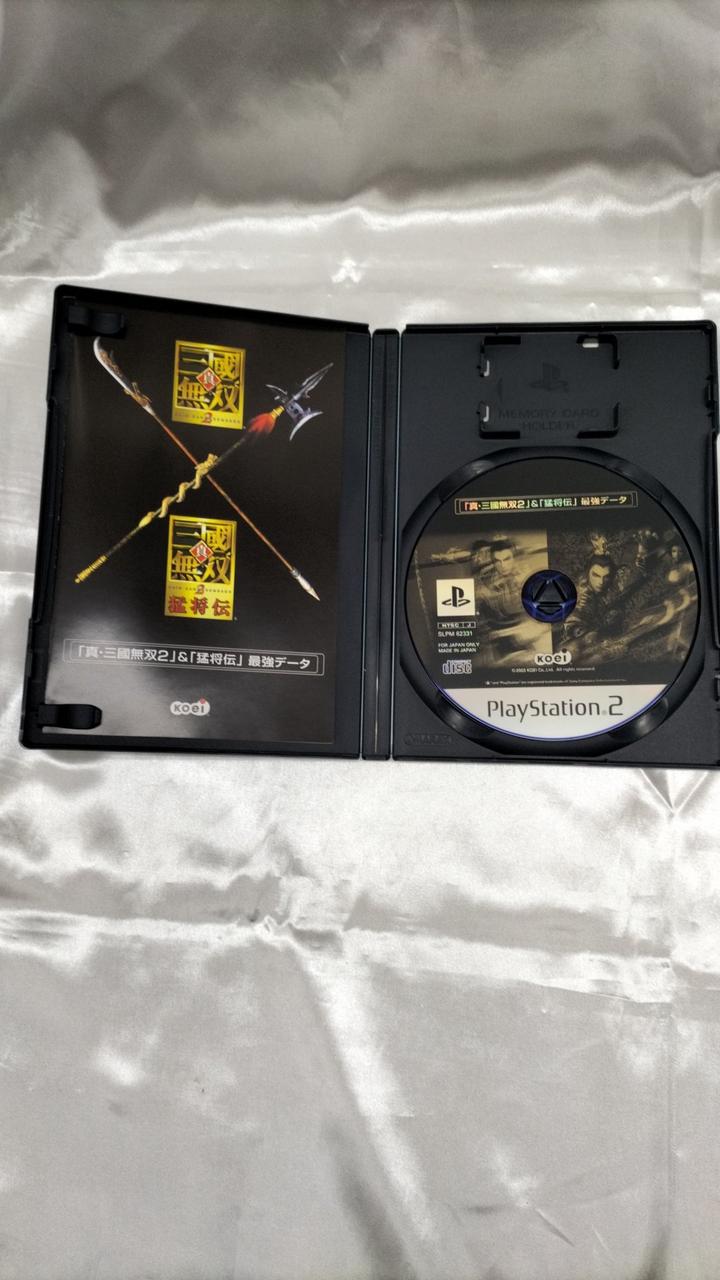 三國
真
無双
2
三國
真
無双
2
猛将伝
「真・三國無双2」&「猛将伝」最強データ
KOEI
MEMORY CARD
HOLDER
「真・三國無双2」&「猛将伝」最強データ
NTSC J
SLPM 62331
FOR JAPAN ONLY
MADE IN JAPAN
disc
KOEI
PlayStation 2